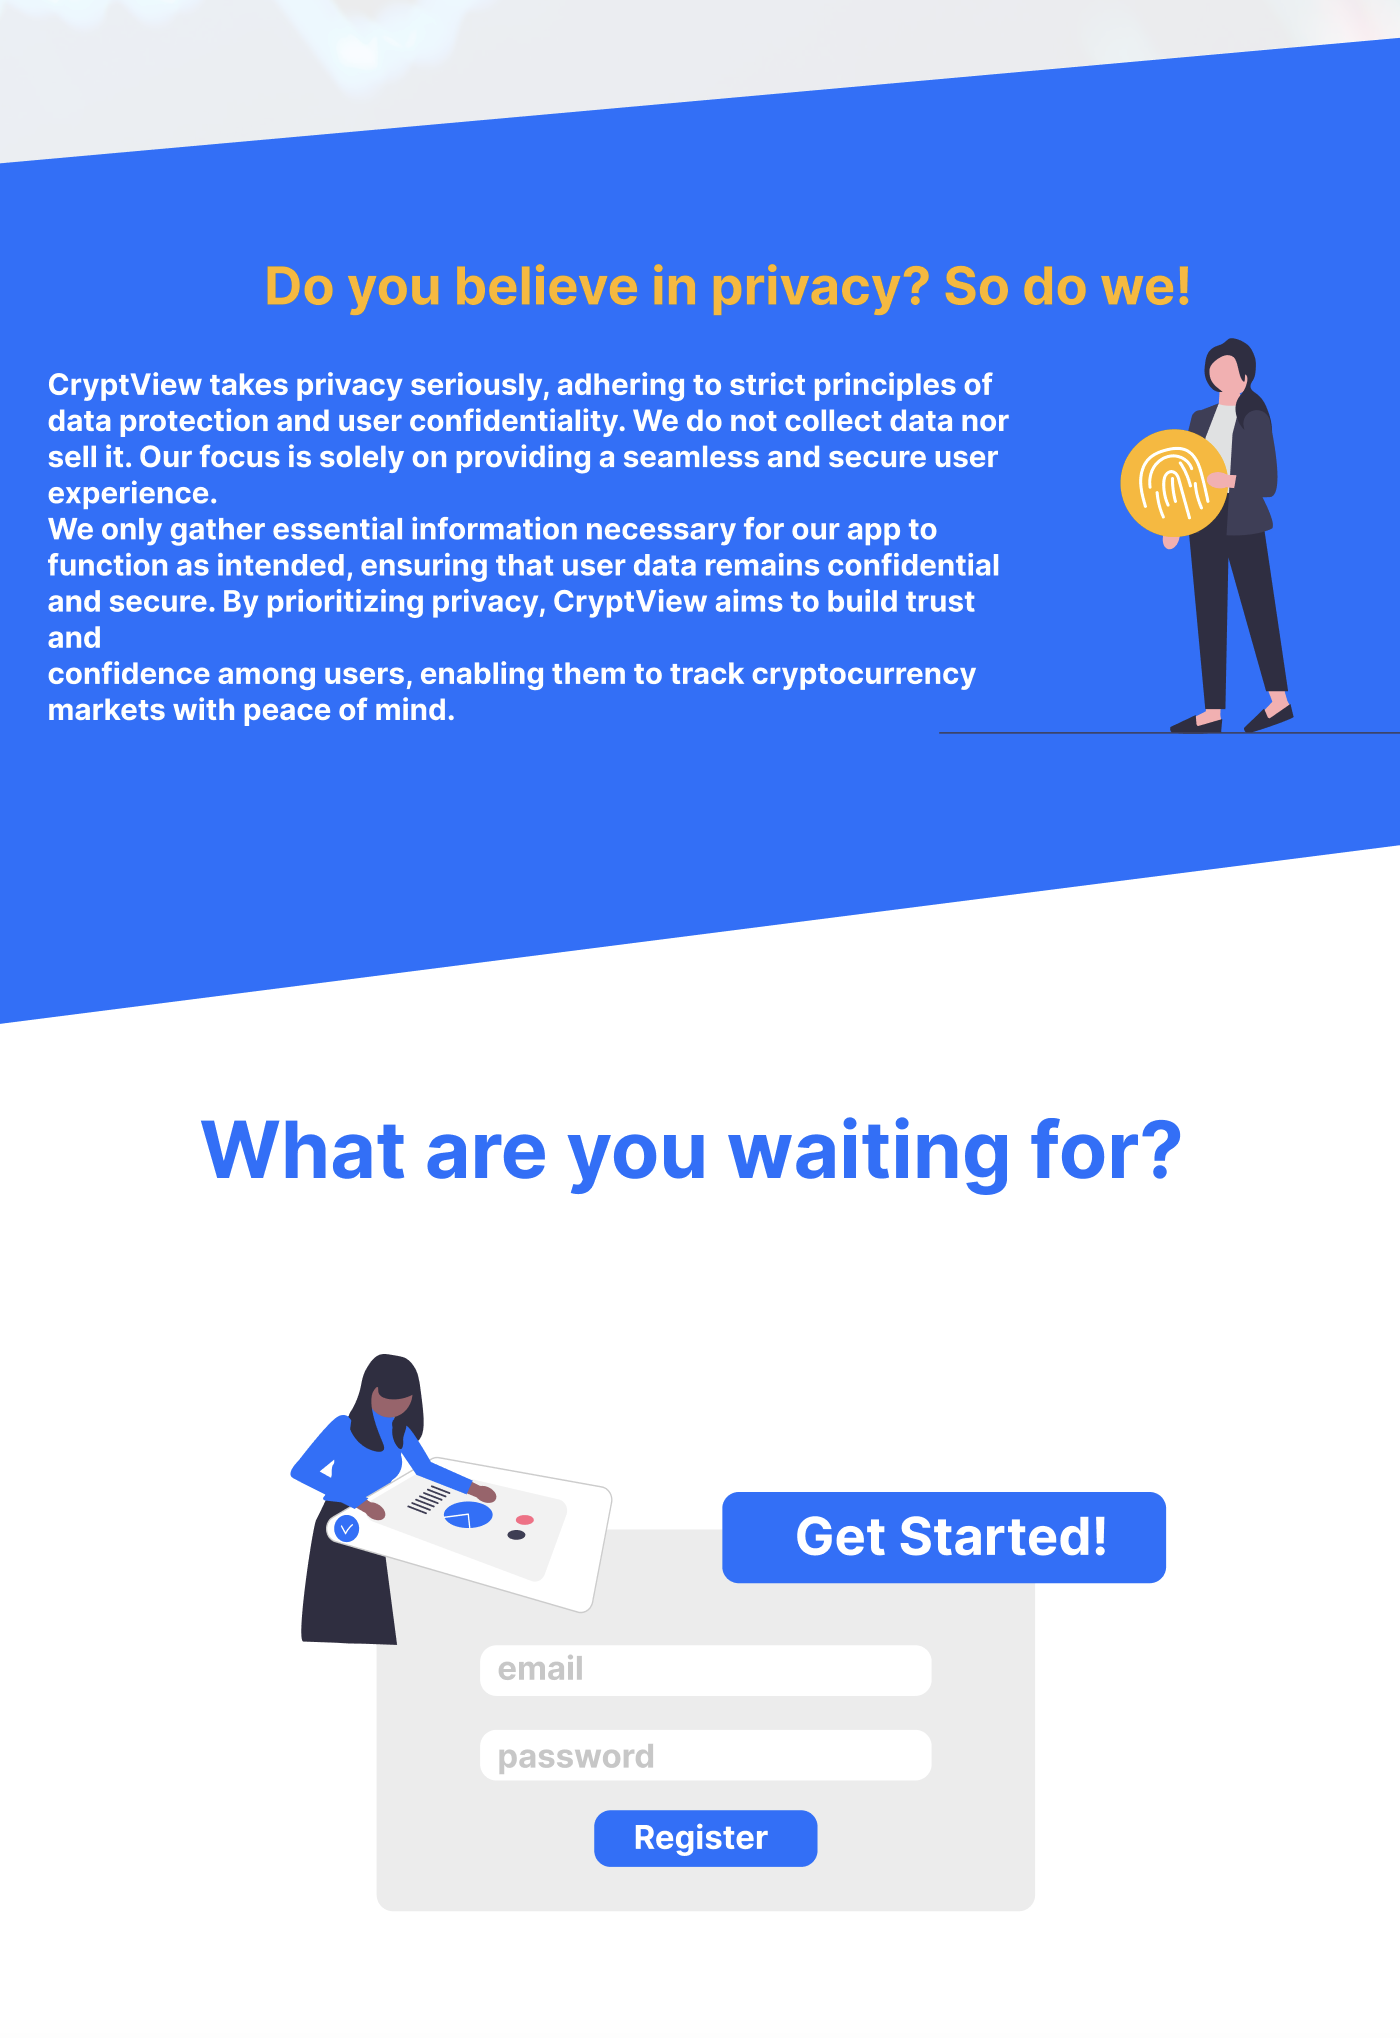 Do you believe in privacy? So do we!
CryptView takes privacy seriously, adhering to strict principles of
data protection and user confidentiality. We do not collect data nor
sell it. Our focus is solely on providing a seamless and secure user
experience.
We only gather essential information necessary for our app to
function as intended, ensuring that user data remains confidential
and secure. By prioritizing privacy, CryptView aims to build trust
and
confidence among users, enabling them to track cryptocurrency
markets with peace of mind.
What are you waiting for?
Get Started!
email
password
Register